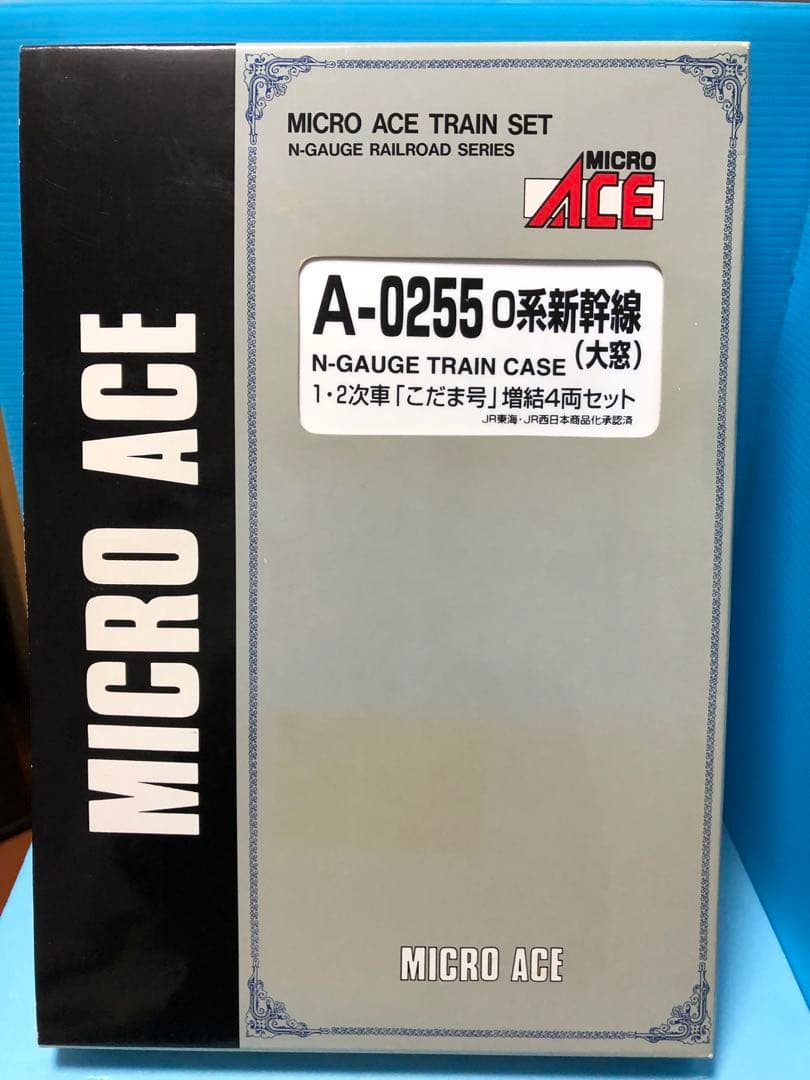 MICRO ACE
MICRO ACE TRAIN SET
N-GAUGE RAILROAD SERIES
MICRO
ACE
A-0255 0系新幹線
N-GAUGE TRAIN CASE (大窓)
1・2次車「こだま号」増結4両セット
JR東海・JR西日本商品化承認済
MICRO ACE